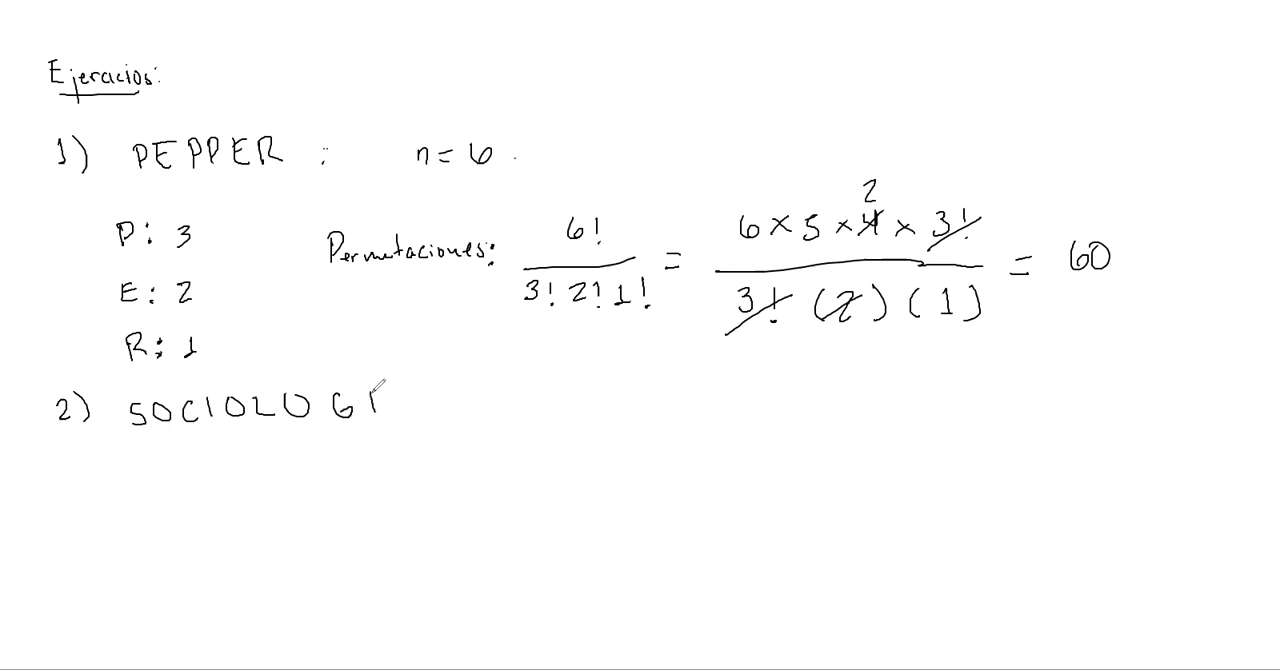 Ejercicios:
1) PEPPER : n = 6 .
P: 3
E: 2
R: 1
Permutaciones: 6! / 3! 2! 1! = 6 x 5 x 4 2 x 3! / 3! (2) (1) = 60
2) SOCIOLOGI